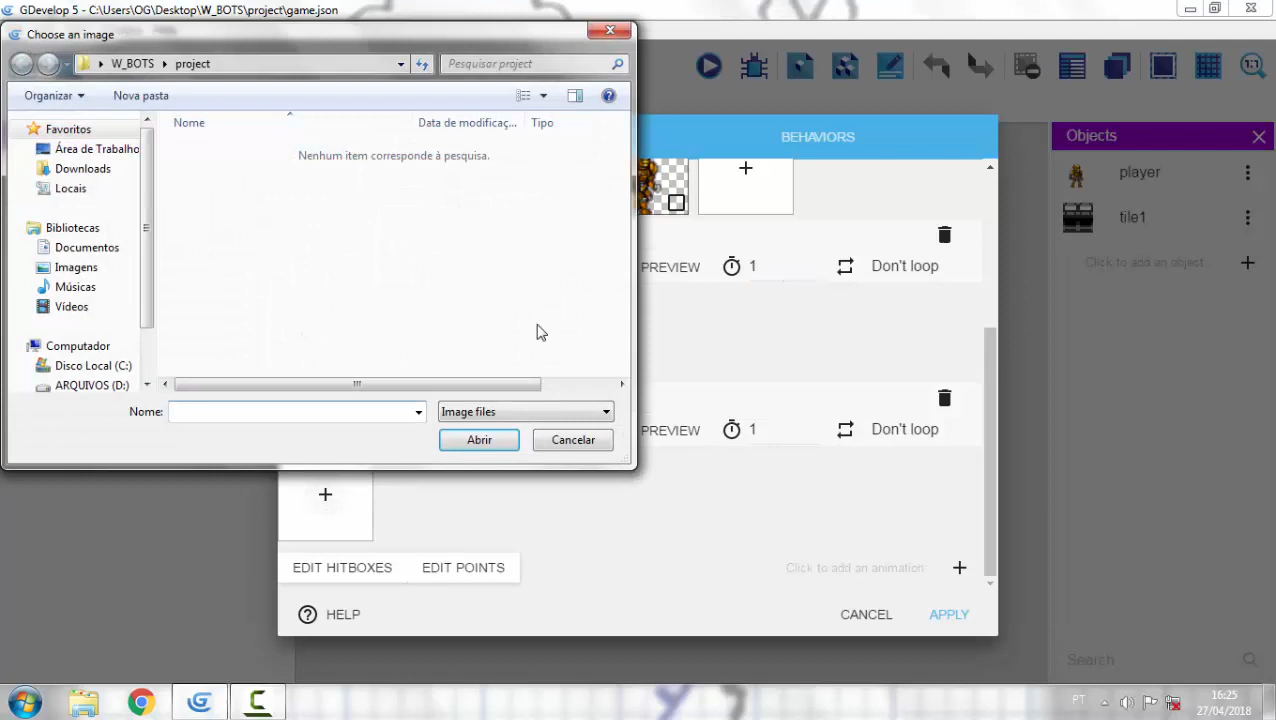 GDevelop 5 - C:\Users\OG\Desktop\W_BOTS\project\game.json
Choose an image
W_BOTS
project
Pesquisar project
Organizar
Nova pasta
Nome
Data de modificaç...
Tipo
Nenhum item corresponde à pesquisa.
Favoritos
Área de Trabalho
Downloads
Locais
Bibliotecas
Documentos
Imagens
Músicas
Vídeos
Computador
Disco Local (C:)
ARQUIVOS (D:)
Nome:
Image files
Abrir
Cancelar
BEHAVIORS
PREVIEW
1
Don't loop
PREVIEW
1
Don't loop
EDIT HITBOXES
EDIT POINTS
Click to add an animation
HELP
CANCEL
APPLY
1:1
Objects
player
tile1
Click to add an object...
Search
PT
16:25
27/04/2018